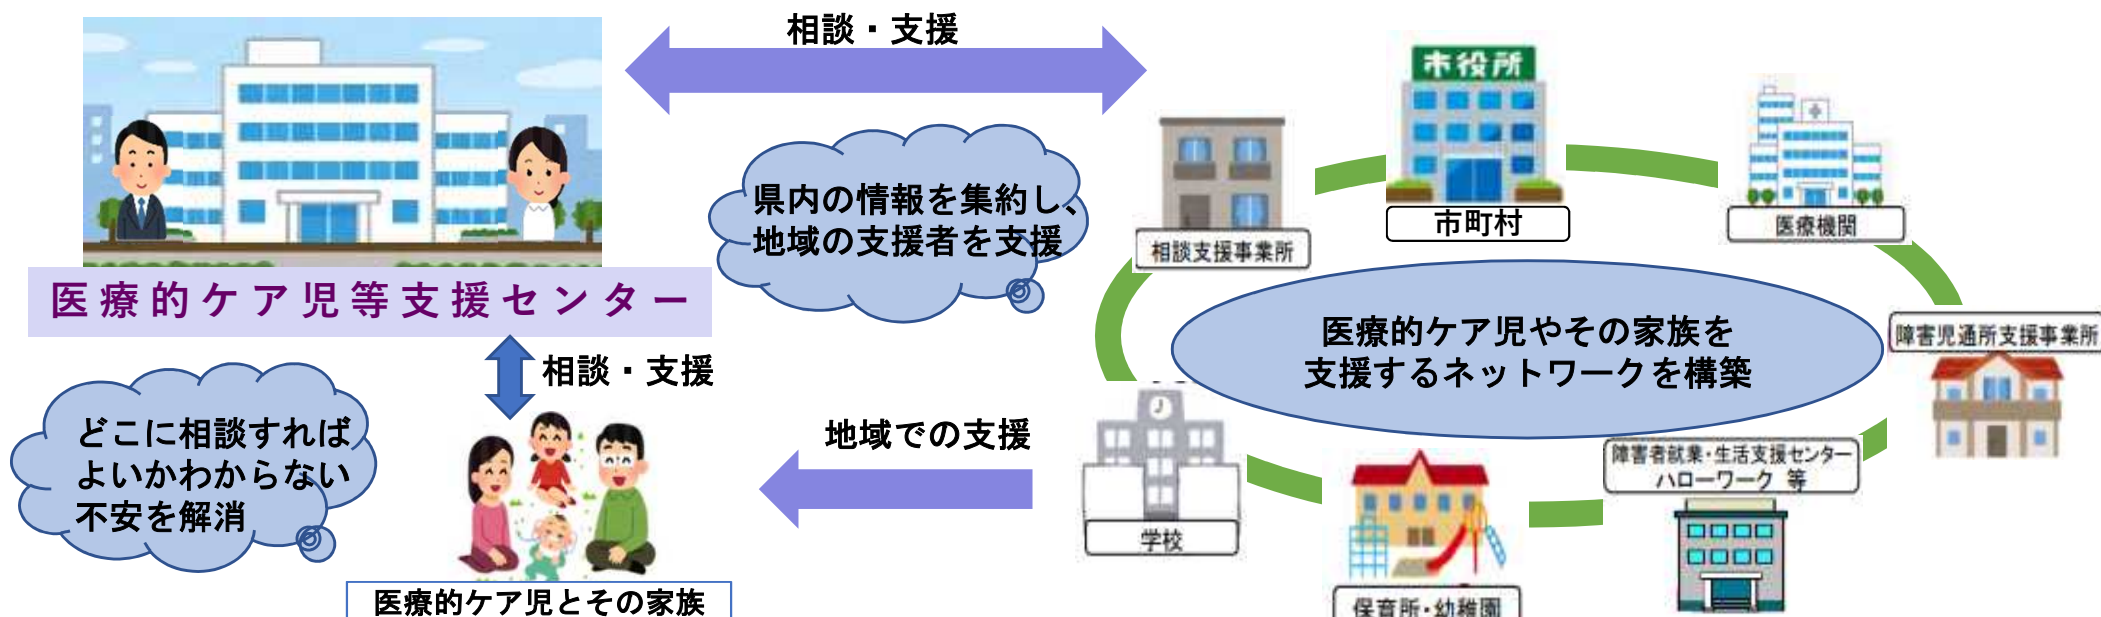 相談・支援
市役所
県内の情報を集約し、
地域の支援者を支援
相談支援事業所
市町村
医療機関
医療的ケア児等支援センター
医療的ケア児やその家族を
支援するネットワークを構築
障害児通所支援事業所
相談・支援
どこに相談すれば
よいかわからない
不安を解消
地域での支援
学校
障害者就業・生活支援センター
ハローワーク 等
保育所・幼稚園
医療的ケア児とその家族